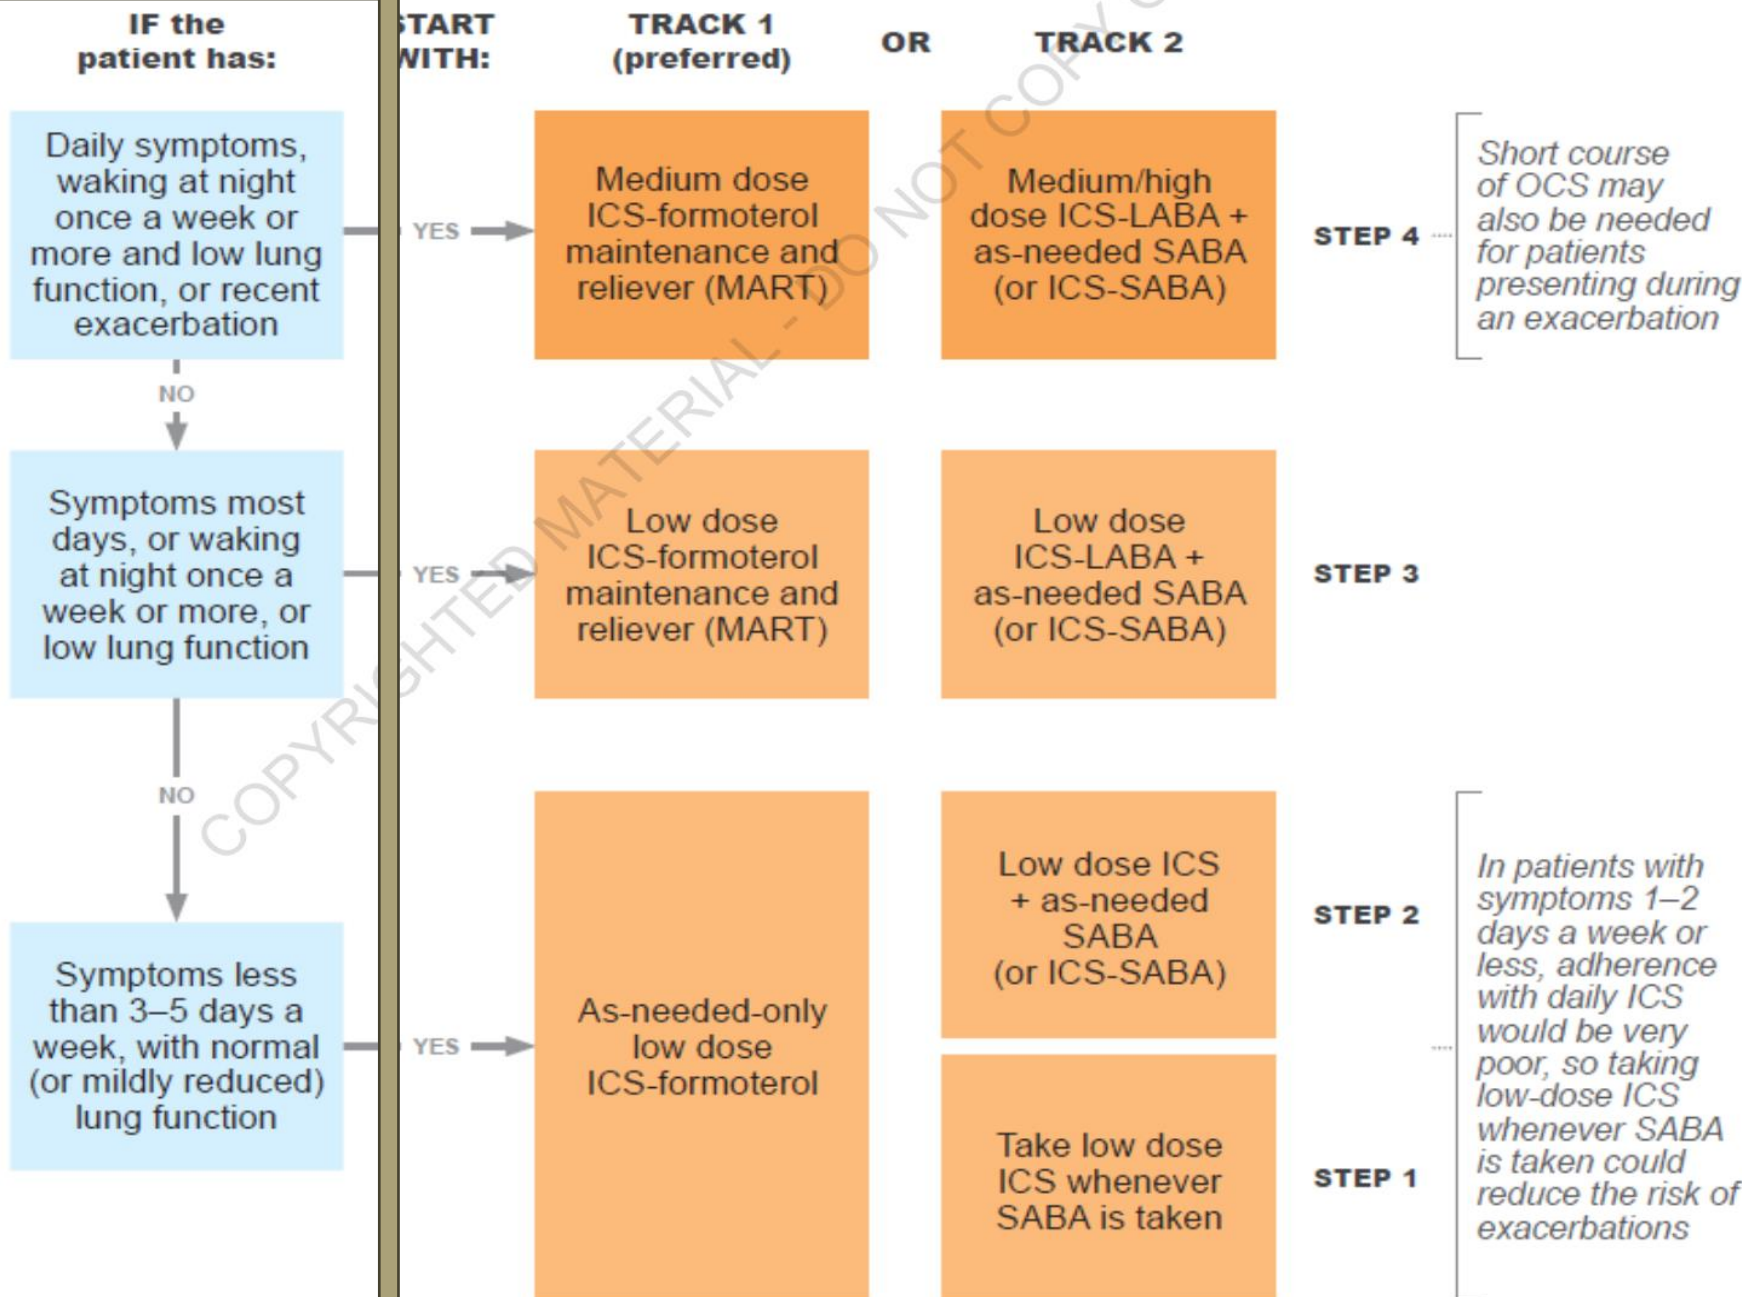 IF the
patient has:
START
WITH:
TRACK 1
(preferred)
OR
TRACK 2
Daily symptoms,
waking at night
once a week or
more and low lung
function, or recent
exacerbation
YES
Medium dose
ICS-formoterol
maintenance and
reliever (MART)
Medium/high
dose ICS-LABA +
as-needed SABA
(or ICS-SABA)
STEP 4
Short course
of OCS may
also be needed
for patients
presenting during
an exacerbation
NO
Symptoms most
days, or waking
at night once a
week or more, or
low lung function
YES
Low dose
ICS-formoterol
maintenance and
reliever (MART)
Low dose
ICS-LABA +
as-needed SABA
(or ICS-SABA)
STEP 3
NO
Symptoms less
than 3–5 days a
week, with normal
(or mildly reduced)
lung function
YES
As-needed-only
low dose
ICS-formoterol
Low dose ICS
+ as-needed
SABA
(or ICS-SABA)
STEP 2
Take low dose
ICS whenever
SABA is taken
STEP 1
In patients with
symptoms 1–2
days a week or
less, adherence
with daily ICS
would be very
poor, so taking
low-dose ICS
whenever SABA
is taken could
reduce the risk of
exacerbations
COPYRIGHTED MATERIAL - DO NOT COPY